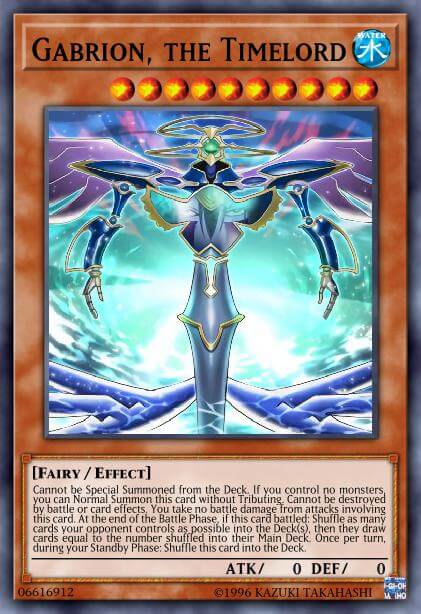 GABRION, THE TIMELORD
WATER
水
[FAIRY / EFFECT]
Cannot be Special Summoned from the Deck. If you control no monsters
you can Normal Summon this card without Tributing. Cannot be destroyed
by battle or card effects. You take no battle damage from attacks involving
this card. At the end of the Battle Phase, if this card battled: Shuffle as many
cards your opponent controls as possible into the Deck(s), then they draw
cards equal to the number shuffled into their Main Deck. Once per turn,
during your Standby Phase: Shuffle this card into the Deck.
ATK/ 0 DEF/ 0
06616912 ©1996 KAZUKI TAKAHASHI